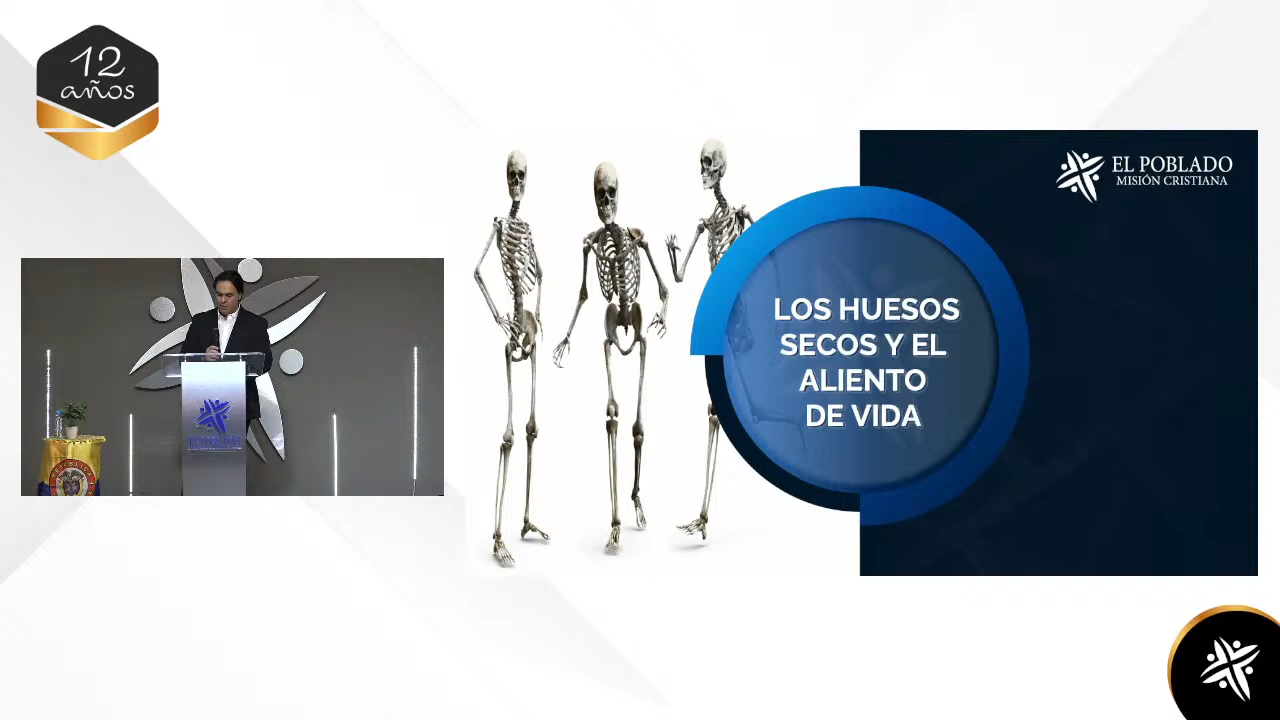 12
años
EL POBLADO
MISIÓN CRISTIANA
LOS HUESOS
SECOS Y EL
ALIENTO
DE VIDA